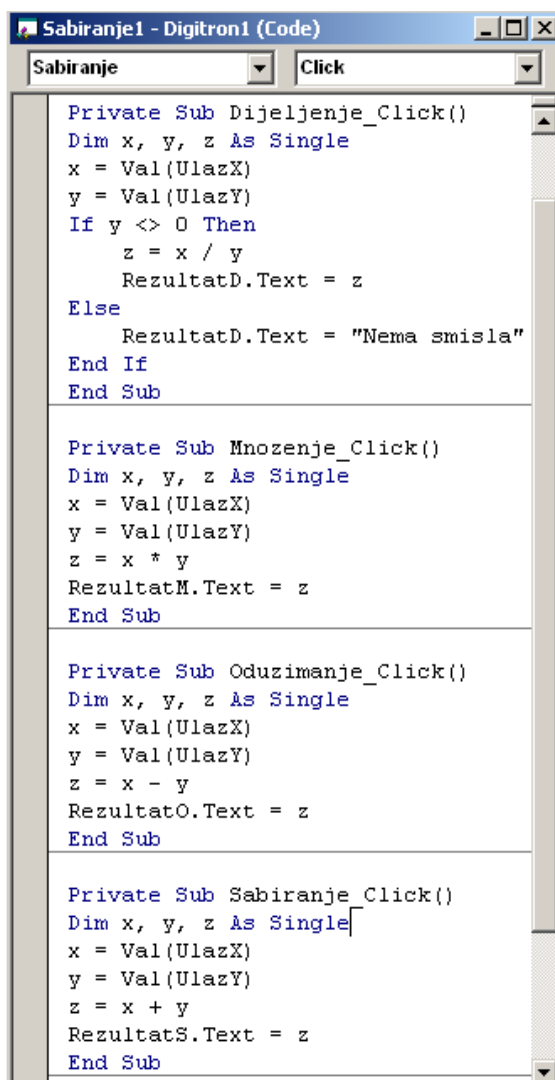 Sabiranje1 - Digitron1 (Code)
Sabiranje Click
Private Sub Dijeljenje_Click()
Dim x, y, z As Single
x = Val(UlazX)
y = Val(UlazY)
If y <> 0 Then
    z = x / y
    RezultatD.Text = z
Else
    RezultatD.Text = "Nema smisla"
End If
End Sub
Private Sub Mnozenje_Click()
Dim x, y, z As Single
x = Val(UlazX)
y = Val(UlazY)
z = x * y
RezultatM.Text = z
End Sub
Private Sub Oduzimanje_Click()
Dim x, y, z As Single
x = Val(UlazX)
y = Val(UlazY)
z = x - y
RezultatO.Text = z
End Sub
Private Sub Sabiranje_Click()
Dim x, y, z As Single
x = Val(UlazX)
y = Val(UlazY)
z = x + y
RezultatS.Text = z
End Sub